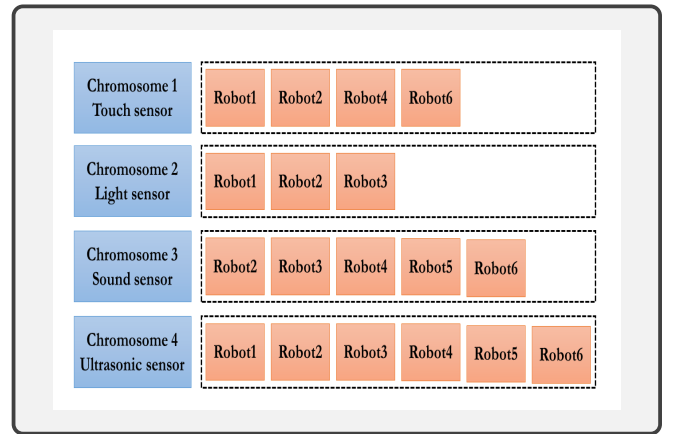 Chromosome 1
Touch sensor
Robot1 Robot2 Robot4 Robot6
Chromosome 2
Light sensor
Robot1 Robot2 Robot3
Chromosome 3
Sound sensor
Robot2 Robot3 Robot4 Robot5 Robot6
Chromosome 4
Ultrasonic sensor
Robot1 Robot2 Robot3 Robot4 Robot5 Robot6